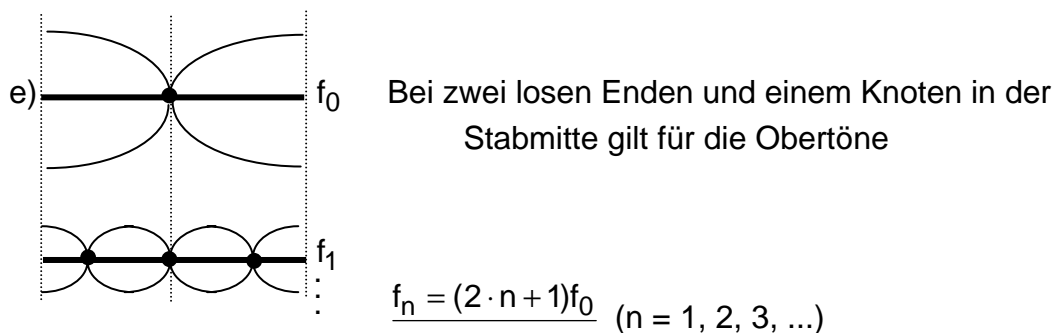 e)
f₀
Bei zwei losen Enden und einem Knoten in der
Stabmitte gilt für die Obertöne
f₁
⋮
fₙ = (2 · n + 1)f₀ (n = 1, 2, 3, ...)